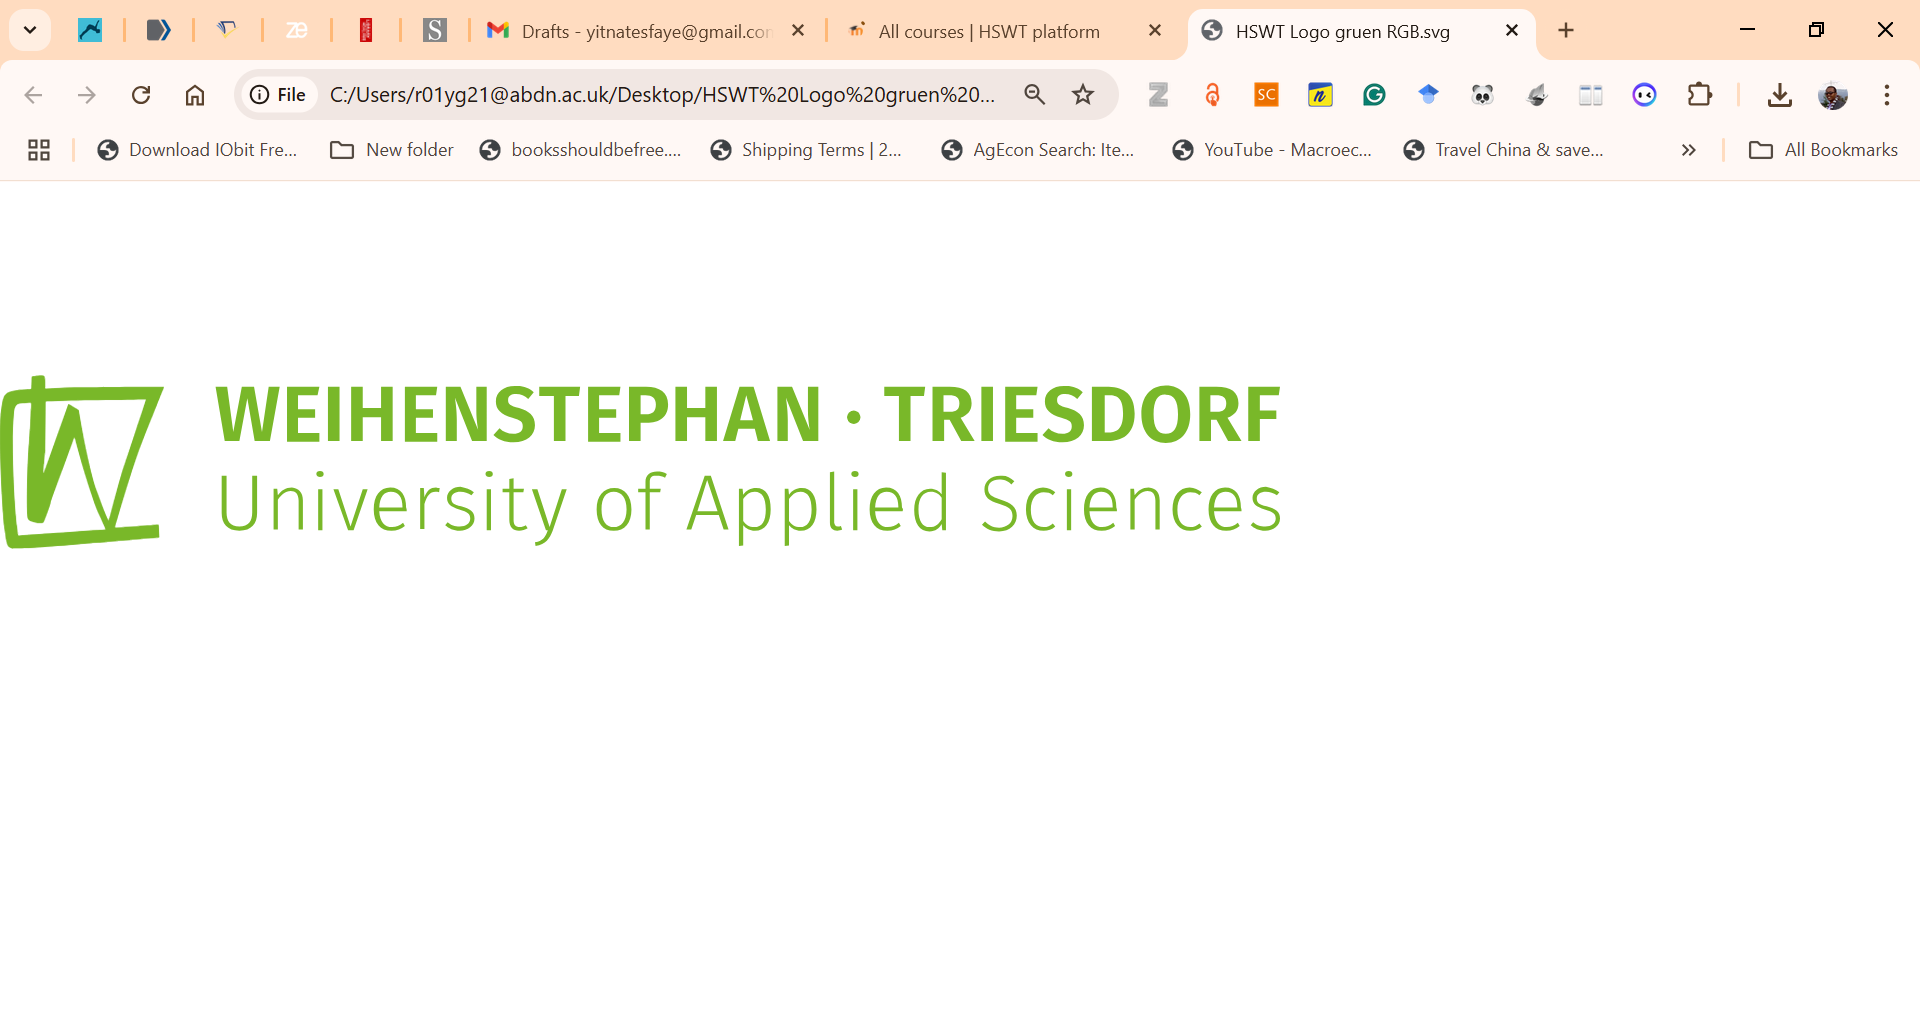 Drafts - yitnatesfaye@gmail.co
All courses | HSWT platform
HSWT Logo gruen RGB.svg
File
C:/Users/r01yg21@abdn.ac.uk/Desktop/HSWT%20Logo%20gruen%20...
Download IObit Fre...
New folder
booksshouldbefree....
Shipping Terms | 2...
AgEcon Search: Ite...
YouTube - Macroec...
Travel China & save...
All Bookmarks
WEIHENSTEPHAN · TRIESDORF
University of Applied Sciences